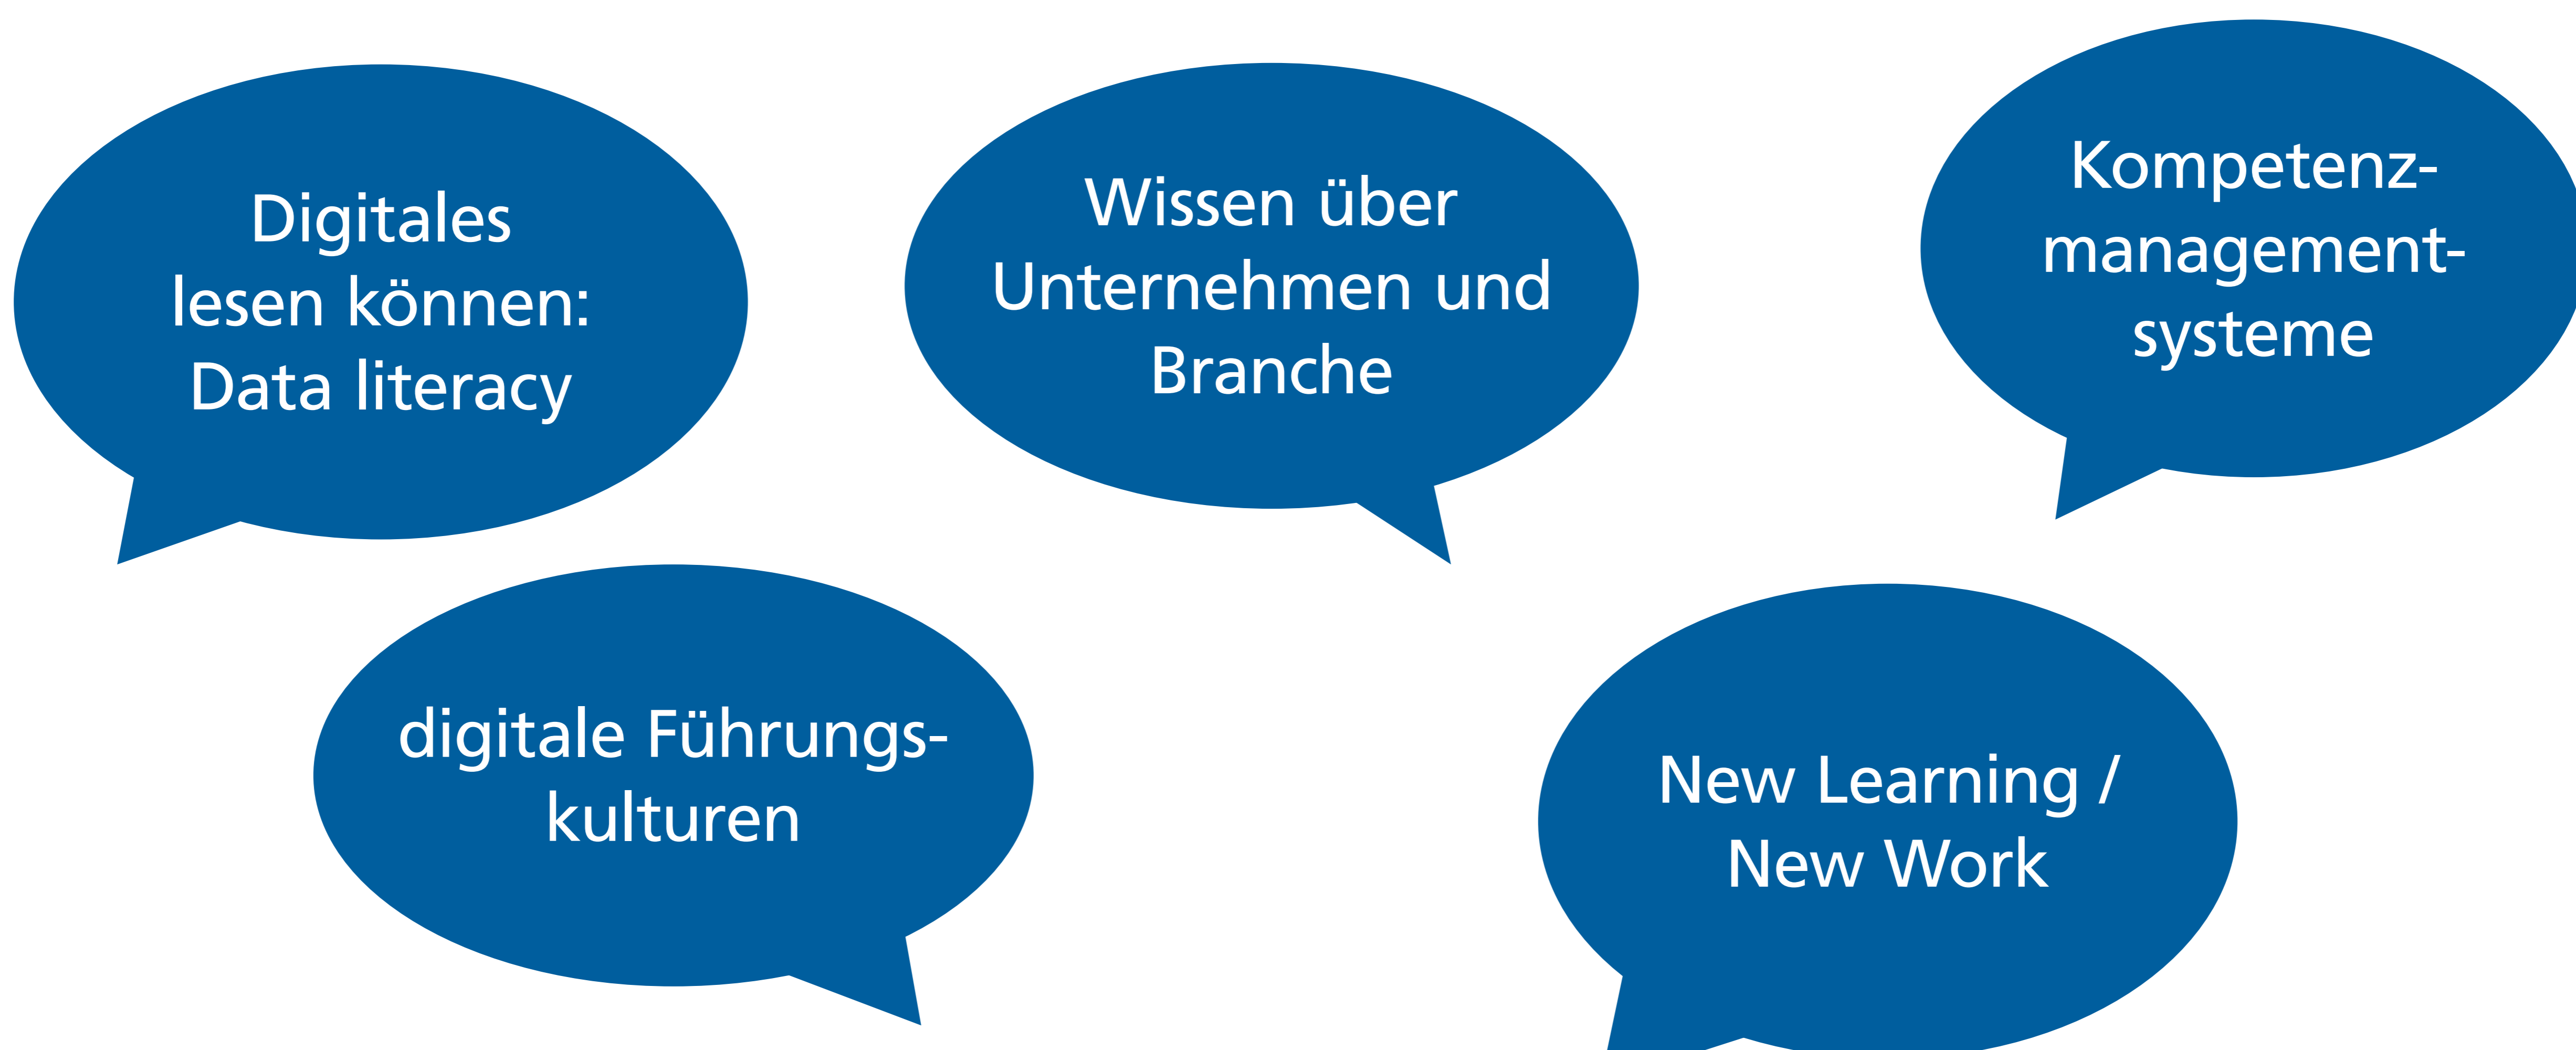 Digitales
lesen können:
Data literacy
Wissen über
Unternehmen und
Branche
Kompetenz-
management-
systeme
digitale Führungs-
kulturen
New Learning /
New Work